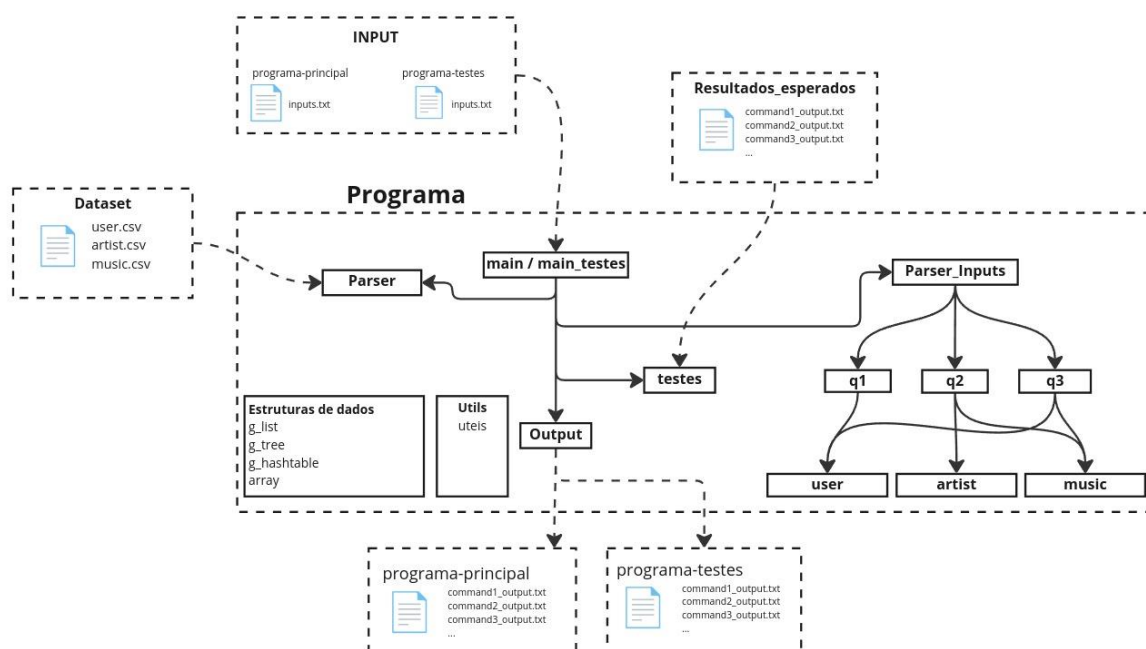 INPUT
programa-principal
inputs.txt
programa-testes
inputs.txt
Resultados_esperados
command1_output.txt
command2_output.txt
command3_output.txt
...
Dataset
user.csv
artist.csv
music.csv
Programa
main / main_testes
Parser
Parser_Inputs
testes
q1
q2
q3
Estruturas de dados
g_list
g_tree
g_hashtable
array
Utils
uteis
Output
user
artist
music
programa-principal
command1_output.txt
command2_output.txt
command3_output.txt
...
programa-testes
command1_output.txt
command2_output.txt
command3_output.txt
...